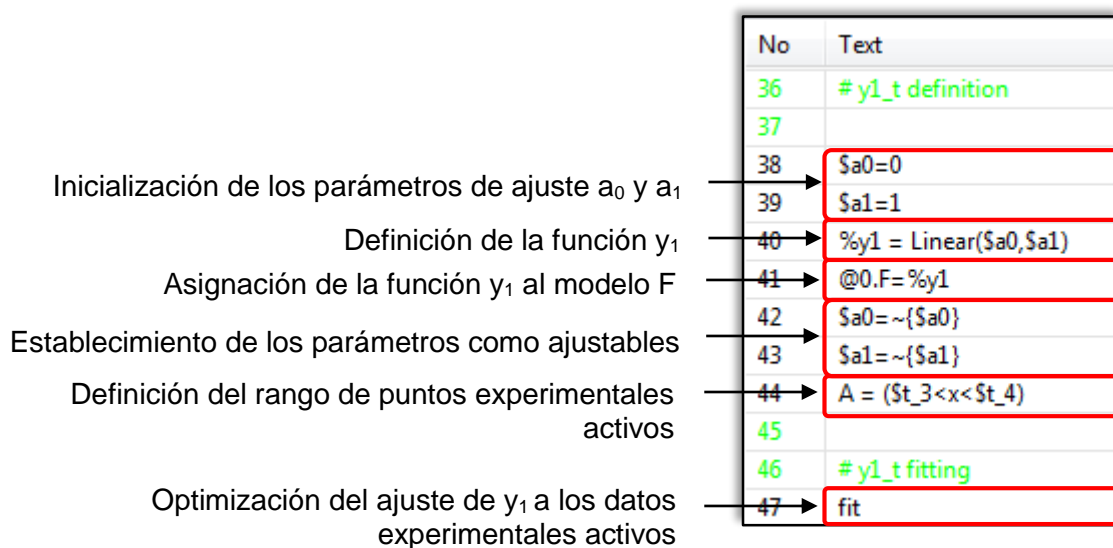 No Text
36 # y1_t definition
37
38 $a0=0
Inicialización de los parámetros de ajuste a₀ y a₁
39 $a1=1
Definición de la función y₁
40 %y1 = Linear($a0,$a1)
Asignación de la función y₁ al modelo F
41 @0.F=%y1
42 $a0=~{$a0}
Establecimiento de los parámetros como ajustables
43 $a1=~{$a1}
Definición del rango de puntos experimentales
activos
44 A = ($t_3<x<$t_4)
45
46 # y1_t fitting
Optimización del ajuste de y₁ a los datos
experimentales activos
47 fit